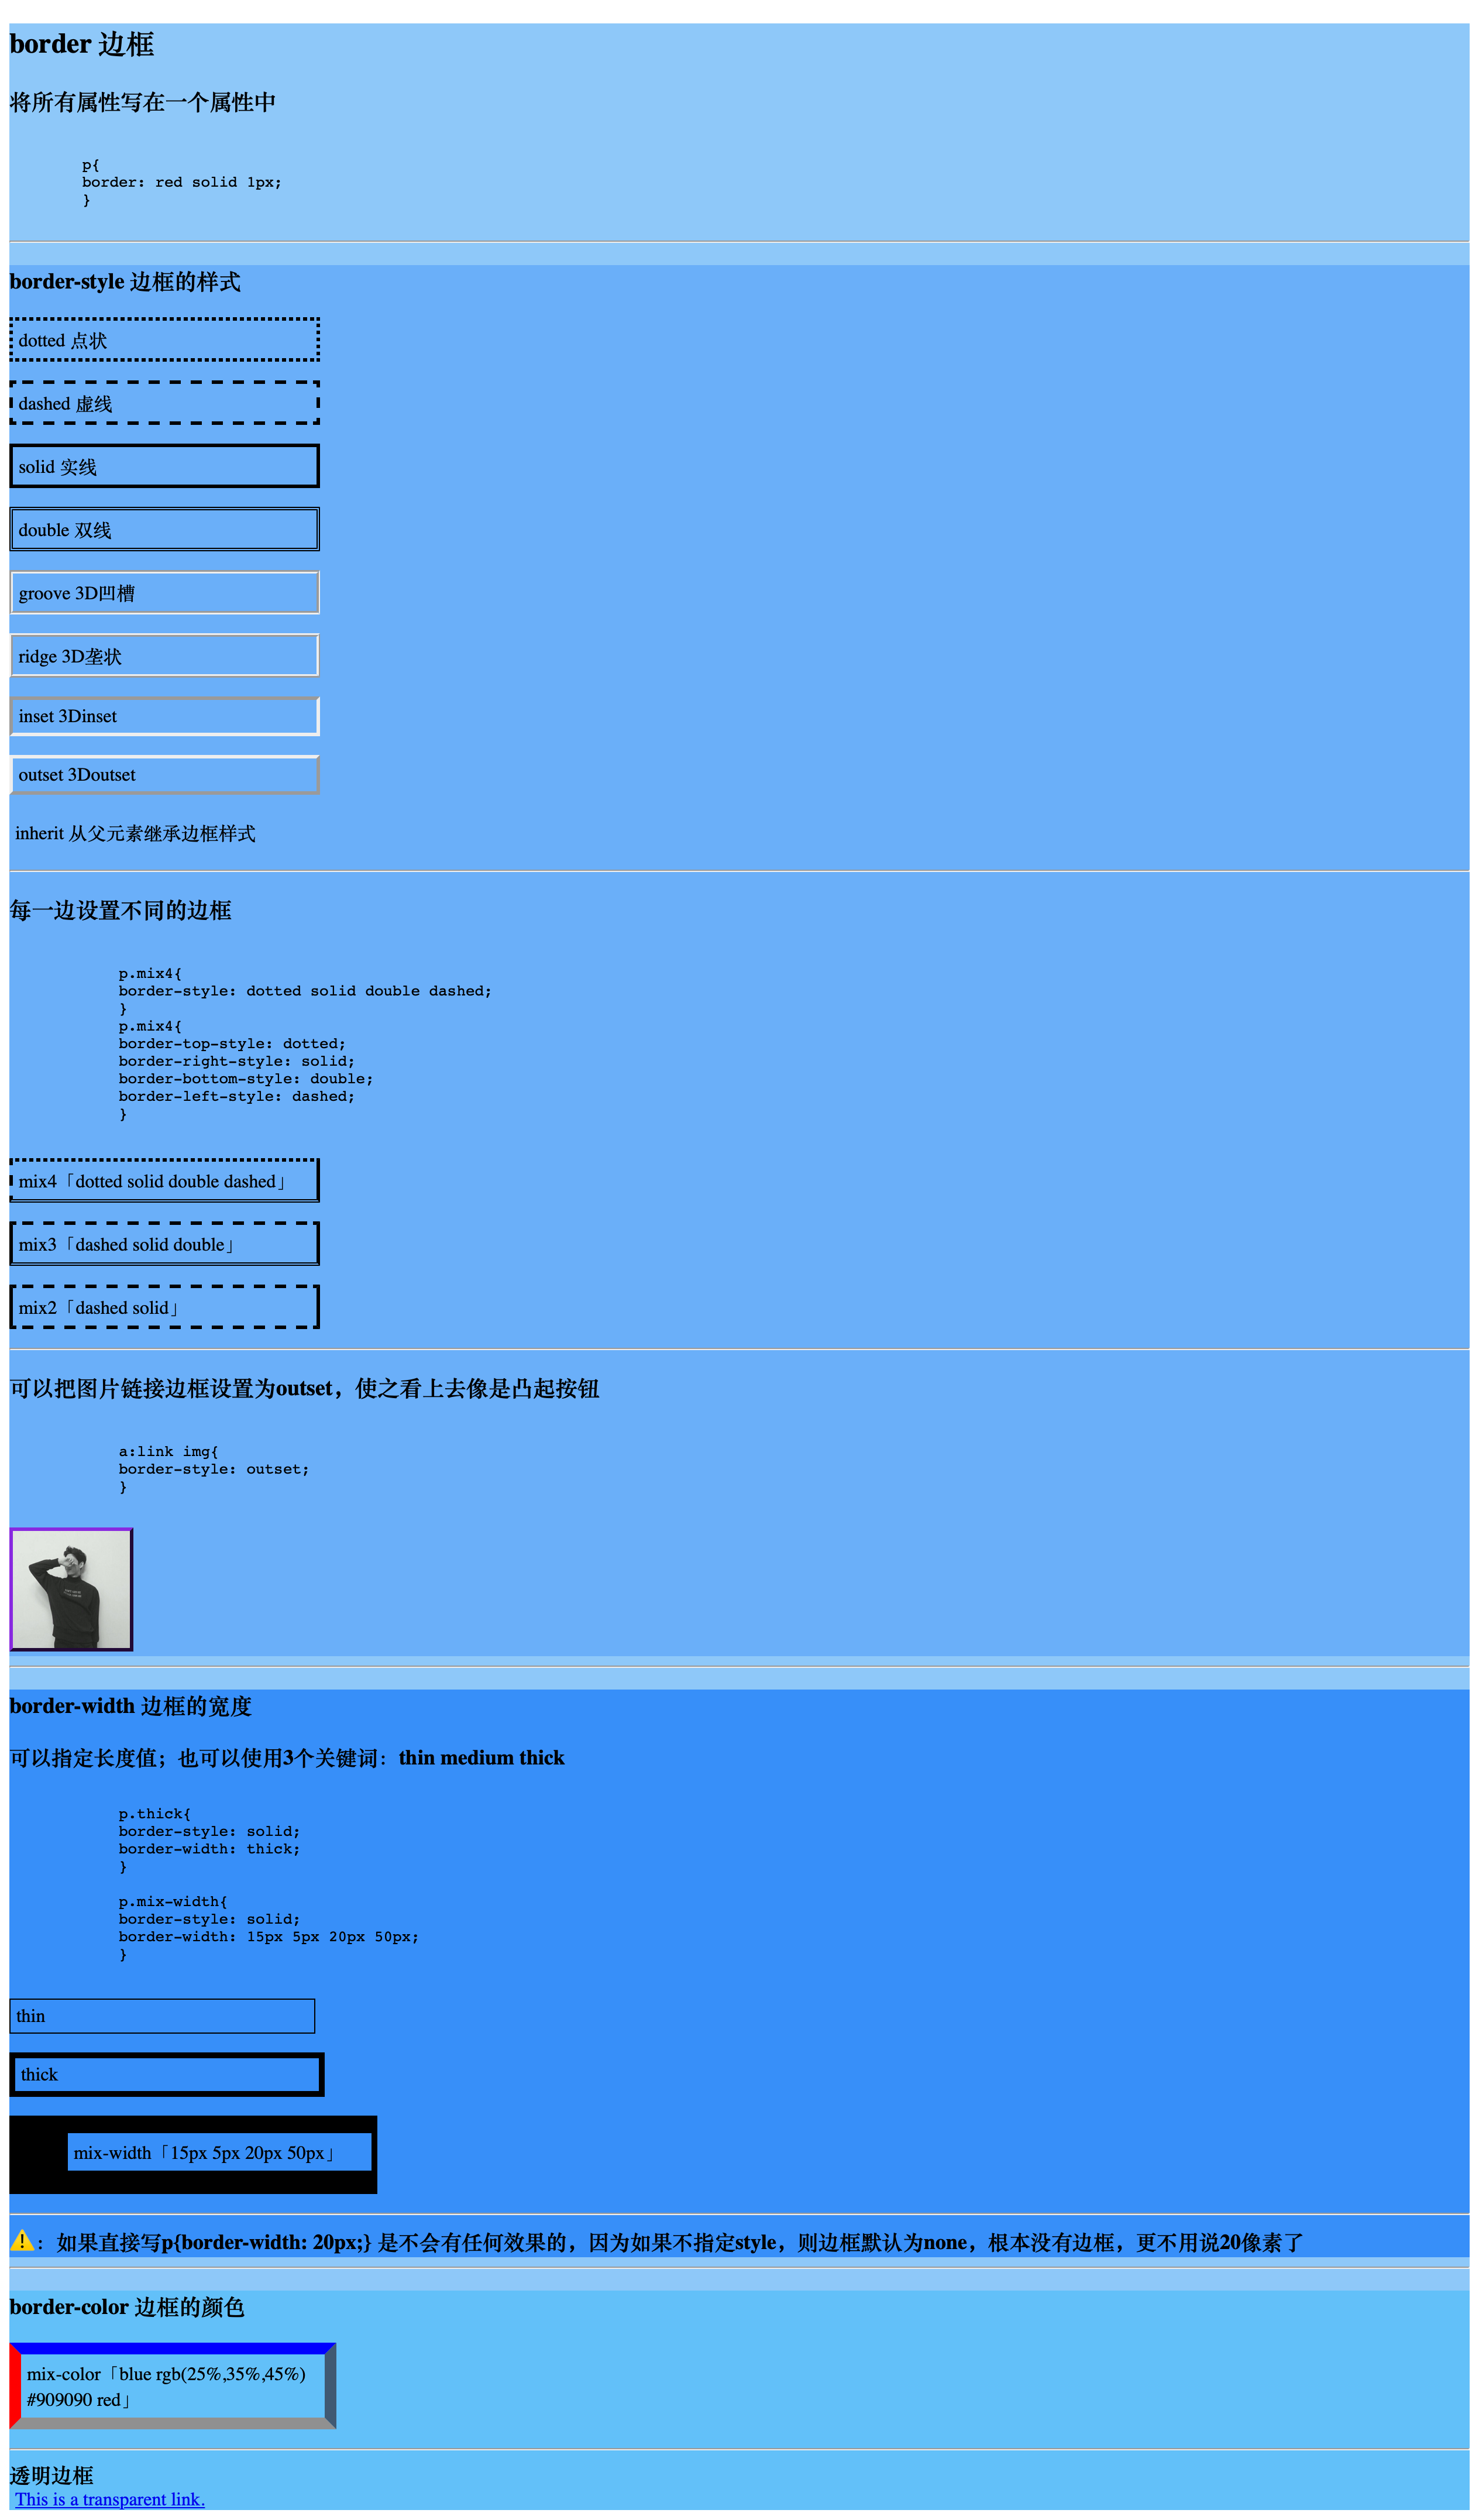 border 边框
将所有属性写在一个属性中
p{
border: red solid 1px;
}
border-style 边框的样式
dotted 点状
dashed 虚线
solid 实线
double 双线
groove 3D凹槽
ridge 3D垄状
inset 3Dinset
outset 3Doutset
inherit 从父元素继承边框样式
每一边设置不同的边框
p.mix4{
border-style: dotted solid double dashed;
}
p.mix4{
border-top-style: dotted;
border-right-style: solid;
border-bottom-style: double;
border-left-style: dashed;
}
mix4「dotted solid double dashed」
mix3「dashed solid double」
mix2「dashed solid」
可以把图片链接边框设置为outset，使之看上去像是凸起按钮
a:link img{
border-style: outset;
}
border-width 边框的宽度
可以指定长度值；也可以使用3个关键词：thin medium thick
p.thick{
border-style: solid;
border-width: thick;
}
p.mix-width{
border-style: solid;
border-width: 15px 5px 20px 50px;
}
thin
thick
mix-width「15px 5px 20px 50px」
⚠️：如果直接写p{border-width: 20px;} 是不会有任何效果的，因为如果不指定style，则边框默认为none，根本没有边框，更不用说20像素了
border-color 边框的颜色
mix-color「blue rgb(25%,35%,45%)
#909090 red」
透明边框
This is a transparent link.